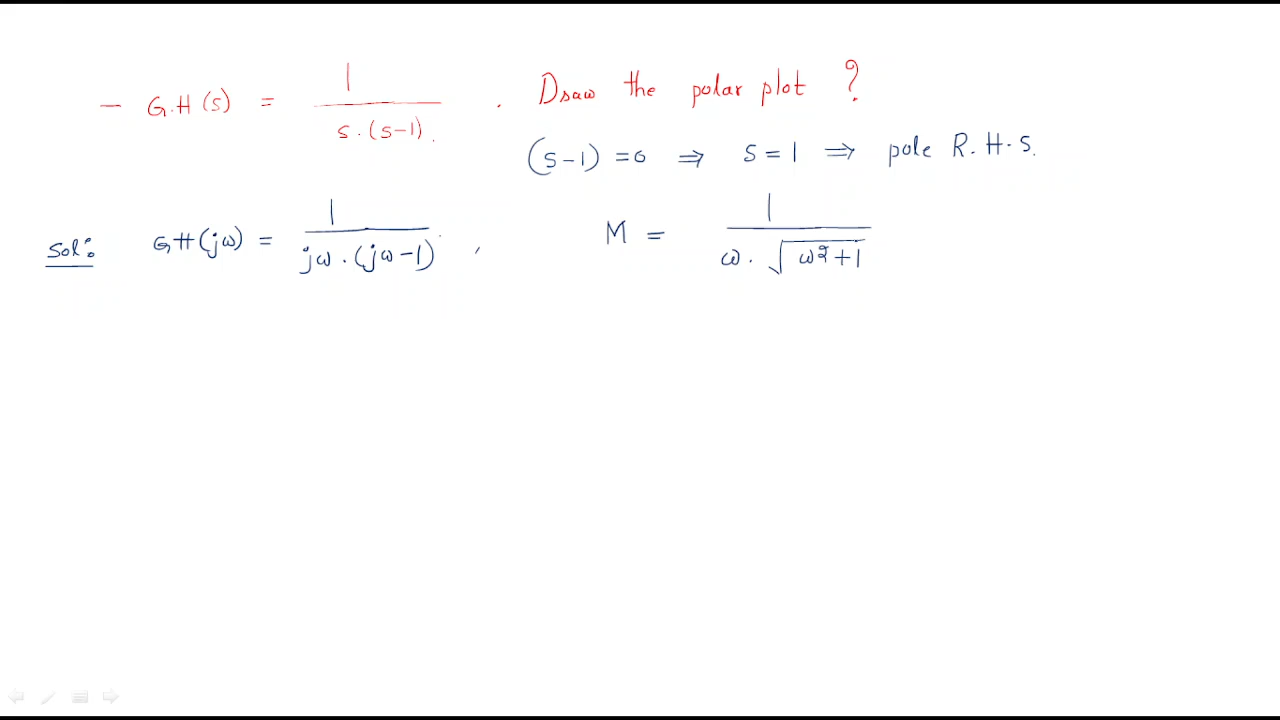 - G.H(s) = 1 / s.(s-1) . Draw the polar plot ?
(s-1) = 0 ⇒ s = 1 ⇒ pole R.H.S.
Sol: GH(jω) = 1 / jω.(jω-1) , M = 1 / ω.√(ω²+1)